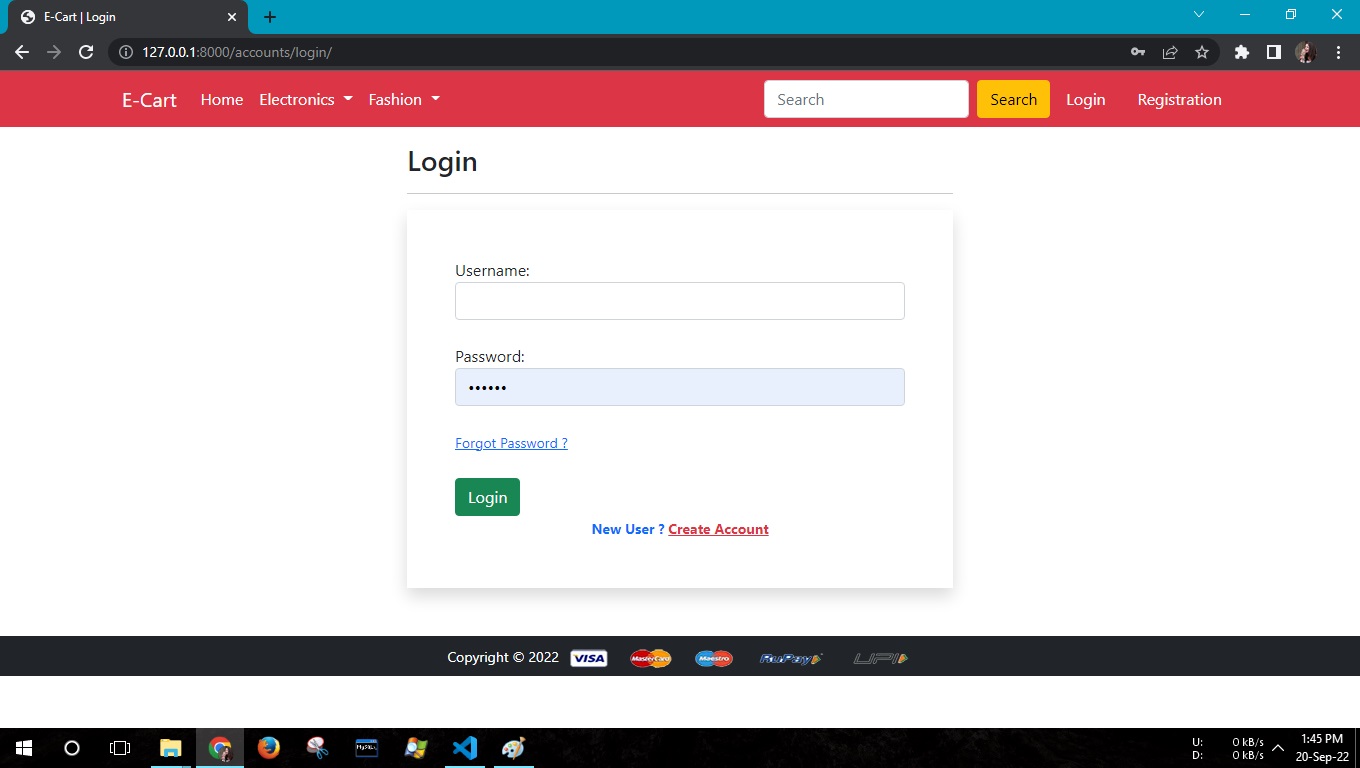 E-Cart | Login
127.0.0.1:8000/accounts/login/
E-Cart Home Electronics Fashion Search Search Login Registration
Login
Username:
Password:
••••••
Forgot Password ?
Login
New User ? Create Account
Copyright © 2022 VISA MasterCard Maestro RuPay UPI
MySQL
U: 0 kB/s
D: 0 kB/s
1:45 PM
20-Sep-22